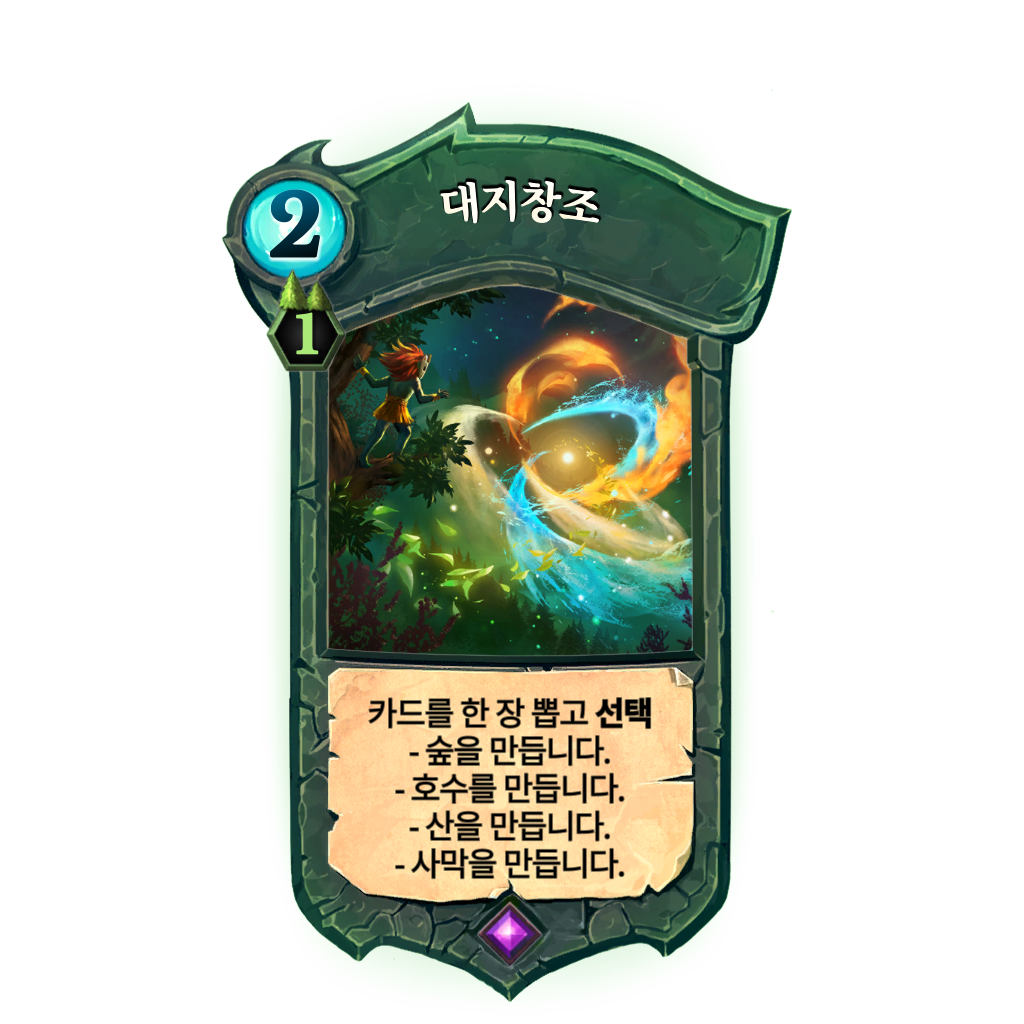 2
대지창조
1
카드를 한 장 뽑고 선택
- 숲을 만듭니다.
- 호수를 만듭니다.
- 산을 만듭니다.
- 사막을 만듭니다.